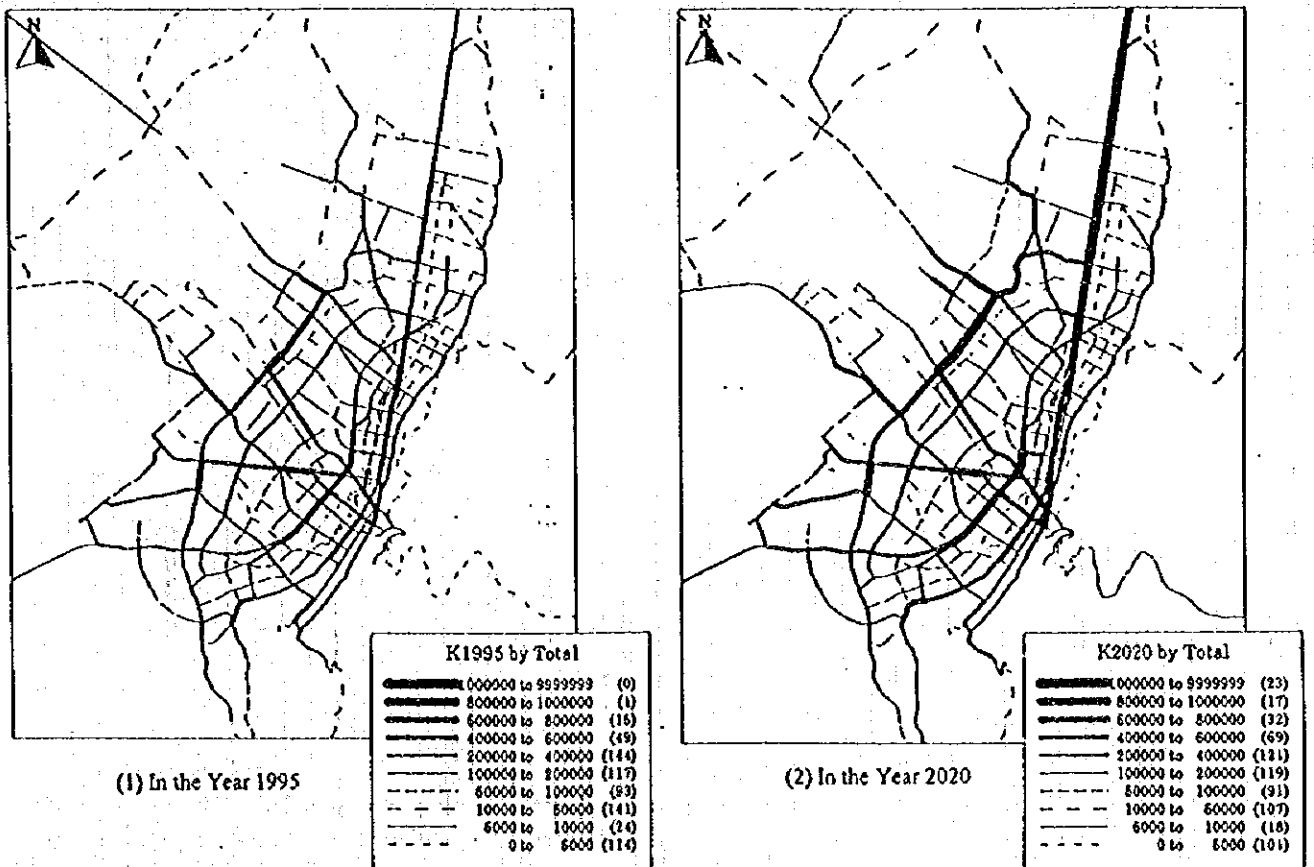 N
N
K1995 by Total
1000000 to 9999999 (0)
800000 to 1000000 (1)
600000 to 800000 (15)
400000 to 600000 (49)
200000 to 400000 (144)
100000 to 200000 (117)
50000 to 100000 (93)
10000 to 50000 (141)
5000 to 10000 (24)
0 to 5000 (114)
(1) In the Year 1995
K2020 by Total
1000000 to 9999999 (23)
800000 to 1000000 (17)
600000 to 800000 (32)
400000 to 600000 (69)
200000 to 400000 (121)
100000 to 200000 (119)
50000 to 100000 (91)
10000 to 50000 (107)
5000 to 10000 (18)
0 to 5000 (101)
(2) In the Year 2020